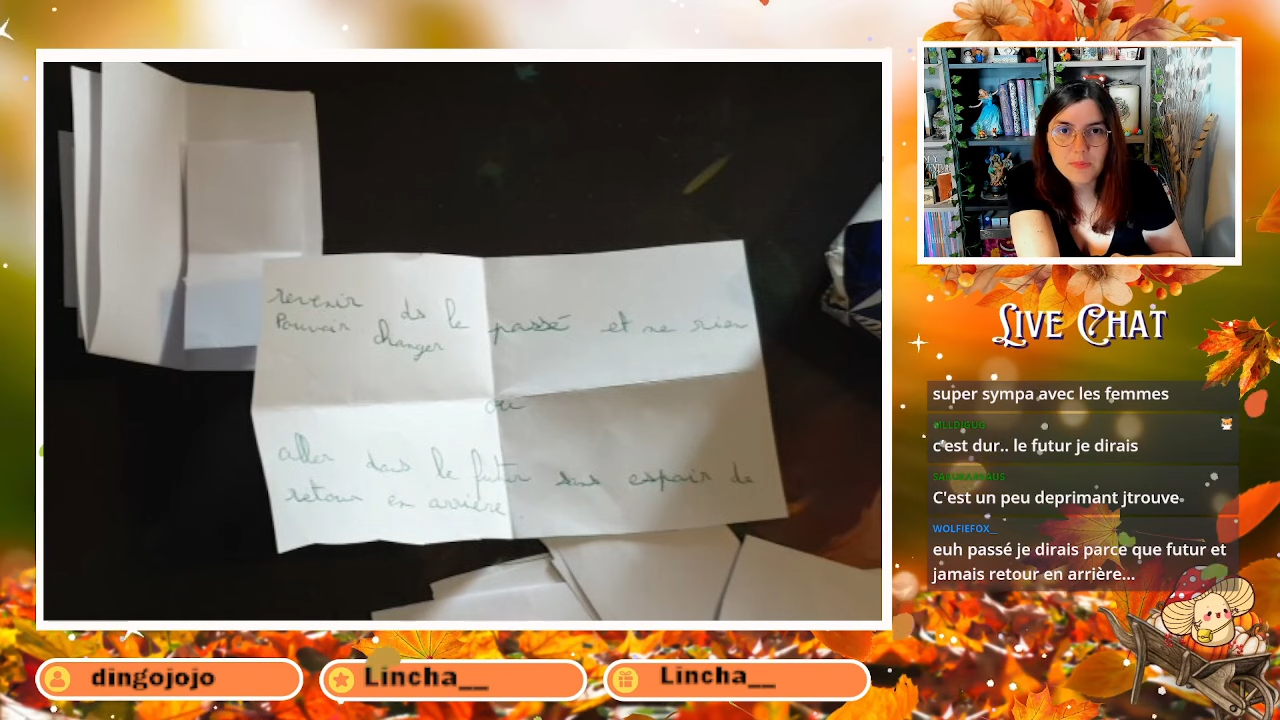 revenir ds le passé et ne rien
Pouvoir changer
ou
aller dans le futur sans espoir de
retour en arrière.
LIVE CHAT
super sympa avec les femmes
c'est dur.. le futur je dirais
C'est un peu deprimant jtrouve
WOLFIEFOX__
euh passé je dirais parce que futur et
jamais retour en arrière...
dingojojo
Lincha__
Lincha__